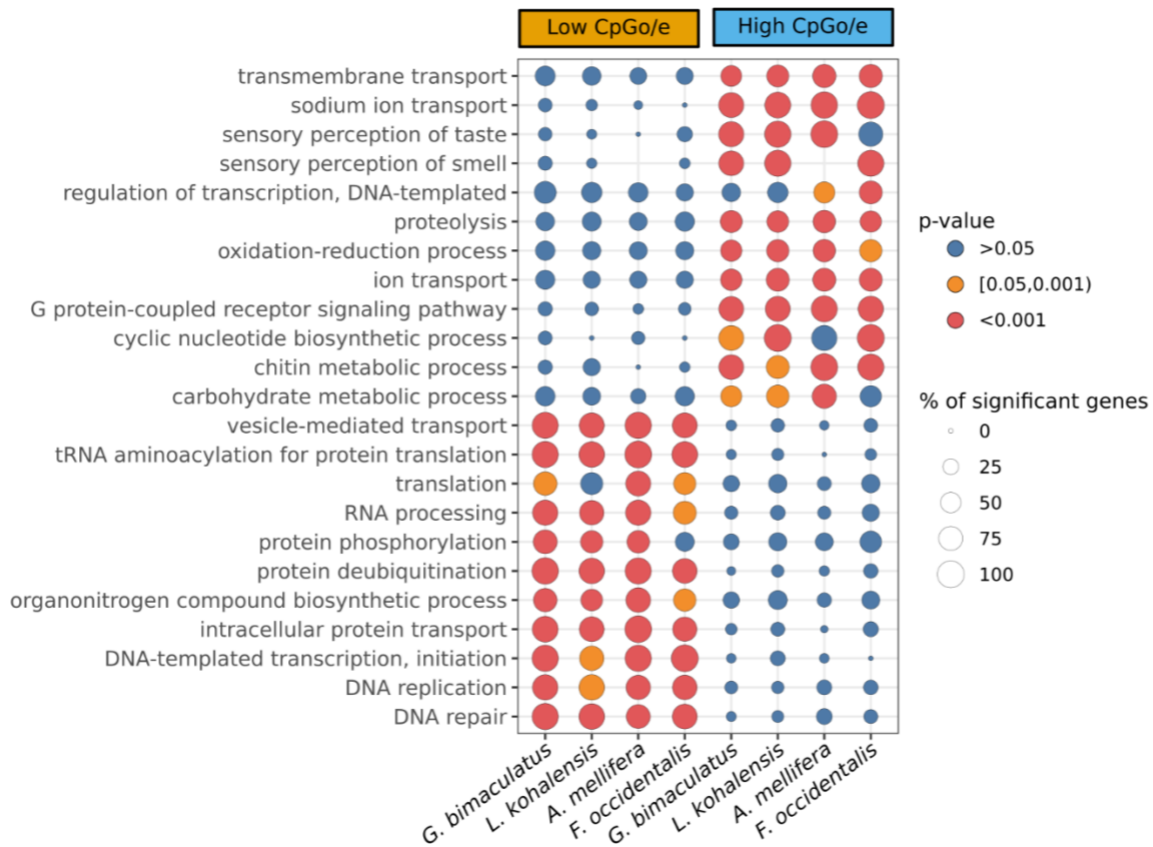 Low CpGo/e
High CpGo/e
transmembrane transport
sodium ion transport
sensory perception of taste
sensory perception of smell
regulation of transcription, DNA-templated
proteolysis
oxidation-reduction process
ion transport
G protein-coupled receptor signaling pathway
cyclic nucleotide biosynthetic process
chitin metabolic process
carbohydrate metabolic process
vesicle-mediated transport
tRNA aminoacylation for protein translation
translation
RNA processing
protein phosphorylation
protein deubiquitination
organonitrogen compound biosynthetic process
intracellular protein transport
DNA-templated transcription, initiation
DNA replication
DNA repair
G. bimaculatus
L. kohalensis
A. mellifera
F. occidentalis
G. bimaculatus
L. kohalensis
A. mellifera
F. occidentalis
p-value
>0.05
[0.05,0.001)
<0.001
% of significant genes
0
25
50
75
100